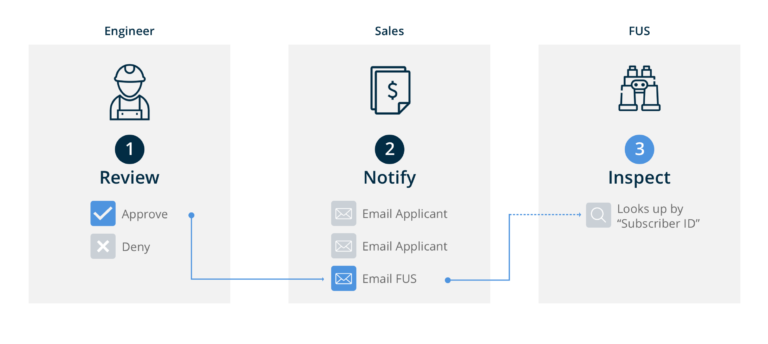 Engineer
1
Review
Approve
Deny
Sales
$
2
Notify
Email Applicant
Email Applicant
Email FUS
FUS
3
Inspect
Looks up by
“Subscriber ID”